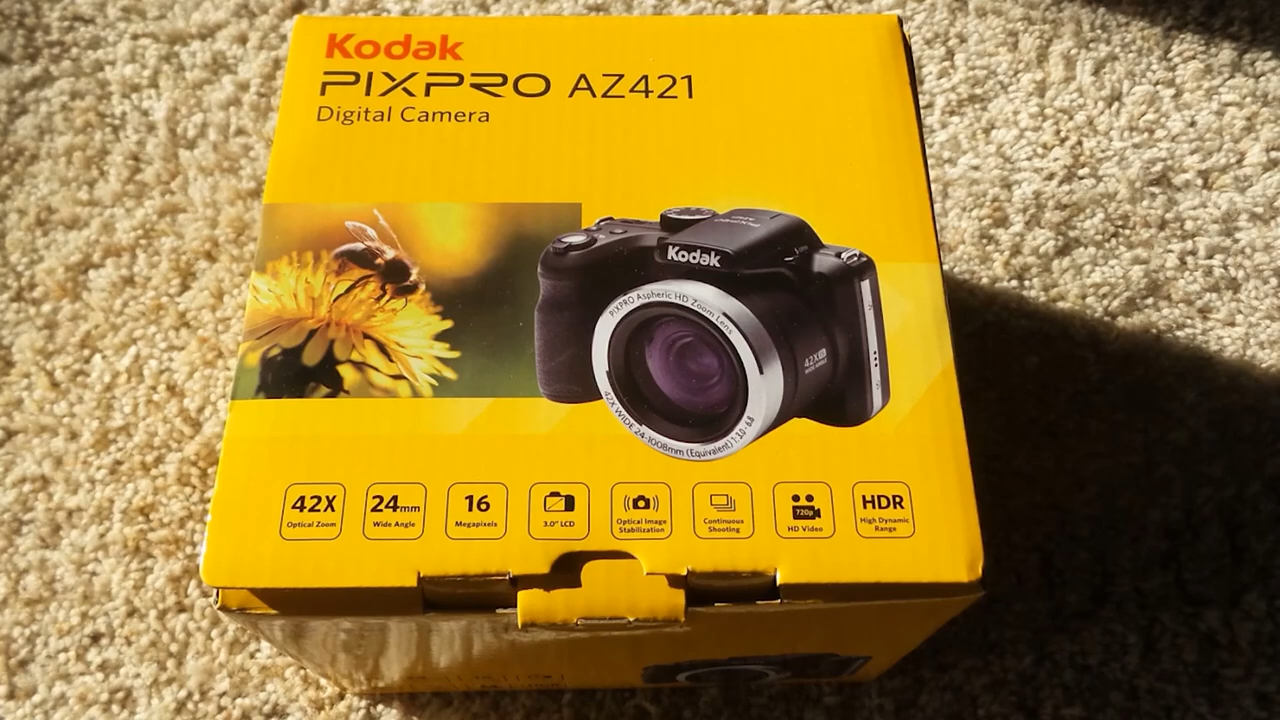 Kodak
PIXPRO AZ421
Digital Camera
Kodak
PIXPRO Aspheric HD Zoom Lens
42X WIDE 24-1008mm (Equivalent) 1:3.0-6.8
42X
WIDE ANGLE
42X
Optical Zoom
24mm
Wide Angle
16
Megapixels
3.0" LCD
Optical Image
Stabilization
Continuous
Shooting
720p
HD Video
HDR
High Dynamic
Range